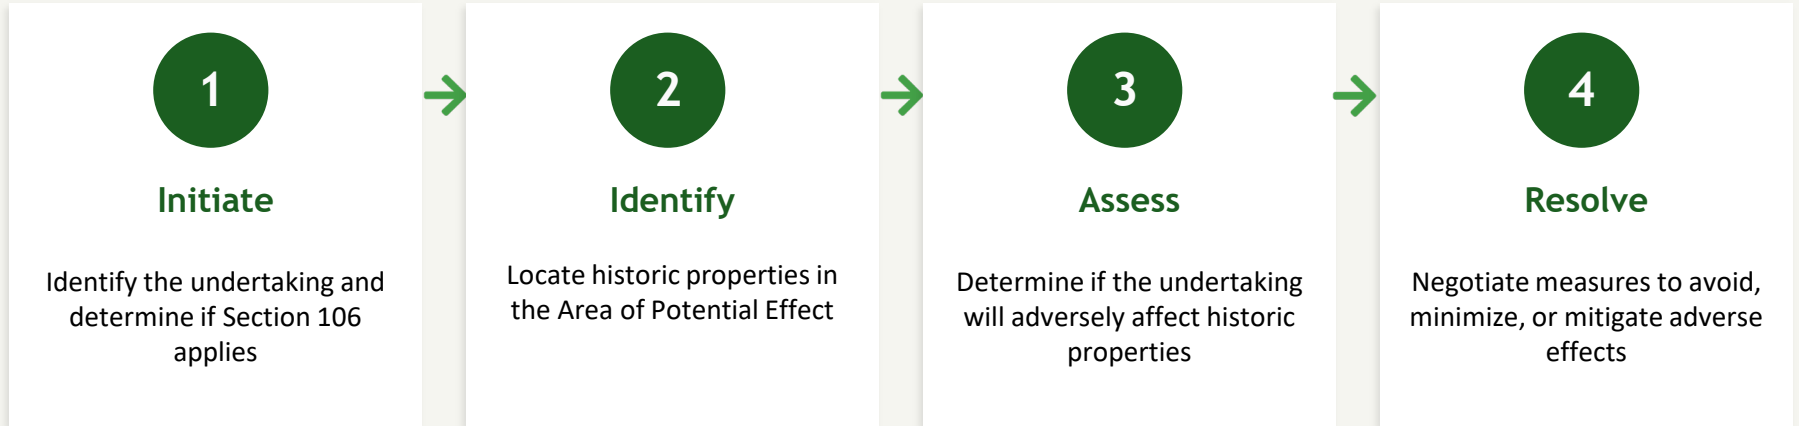 1
Initiate
Identify the undertaking and
determine if Section 106
applies
2
Identify
Locate historic properties in
the Area of Potential Effect
3
Assess
Determine if the undertaking
will adversely affect historic
properties
4
Resolve
Negotiate measures to avoid,
minimize, or mitigate adverse
effects